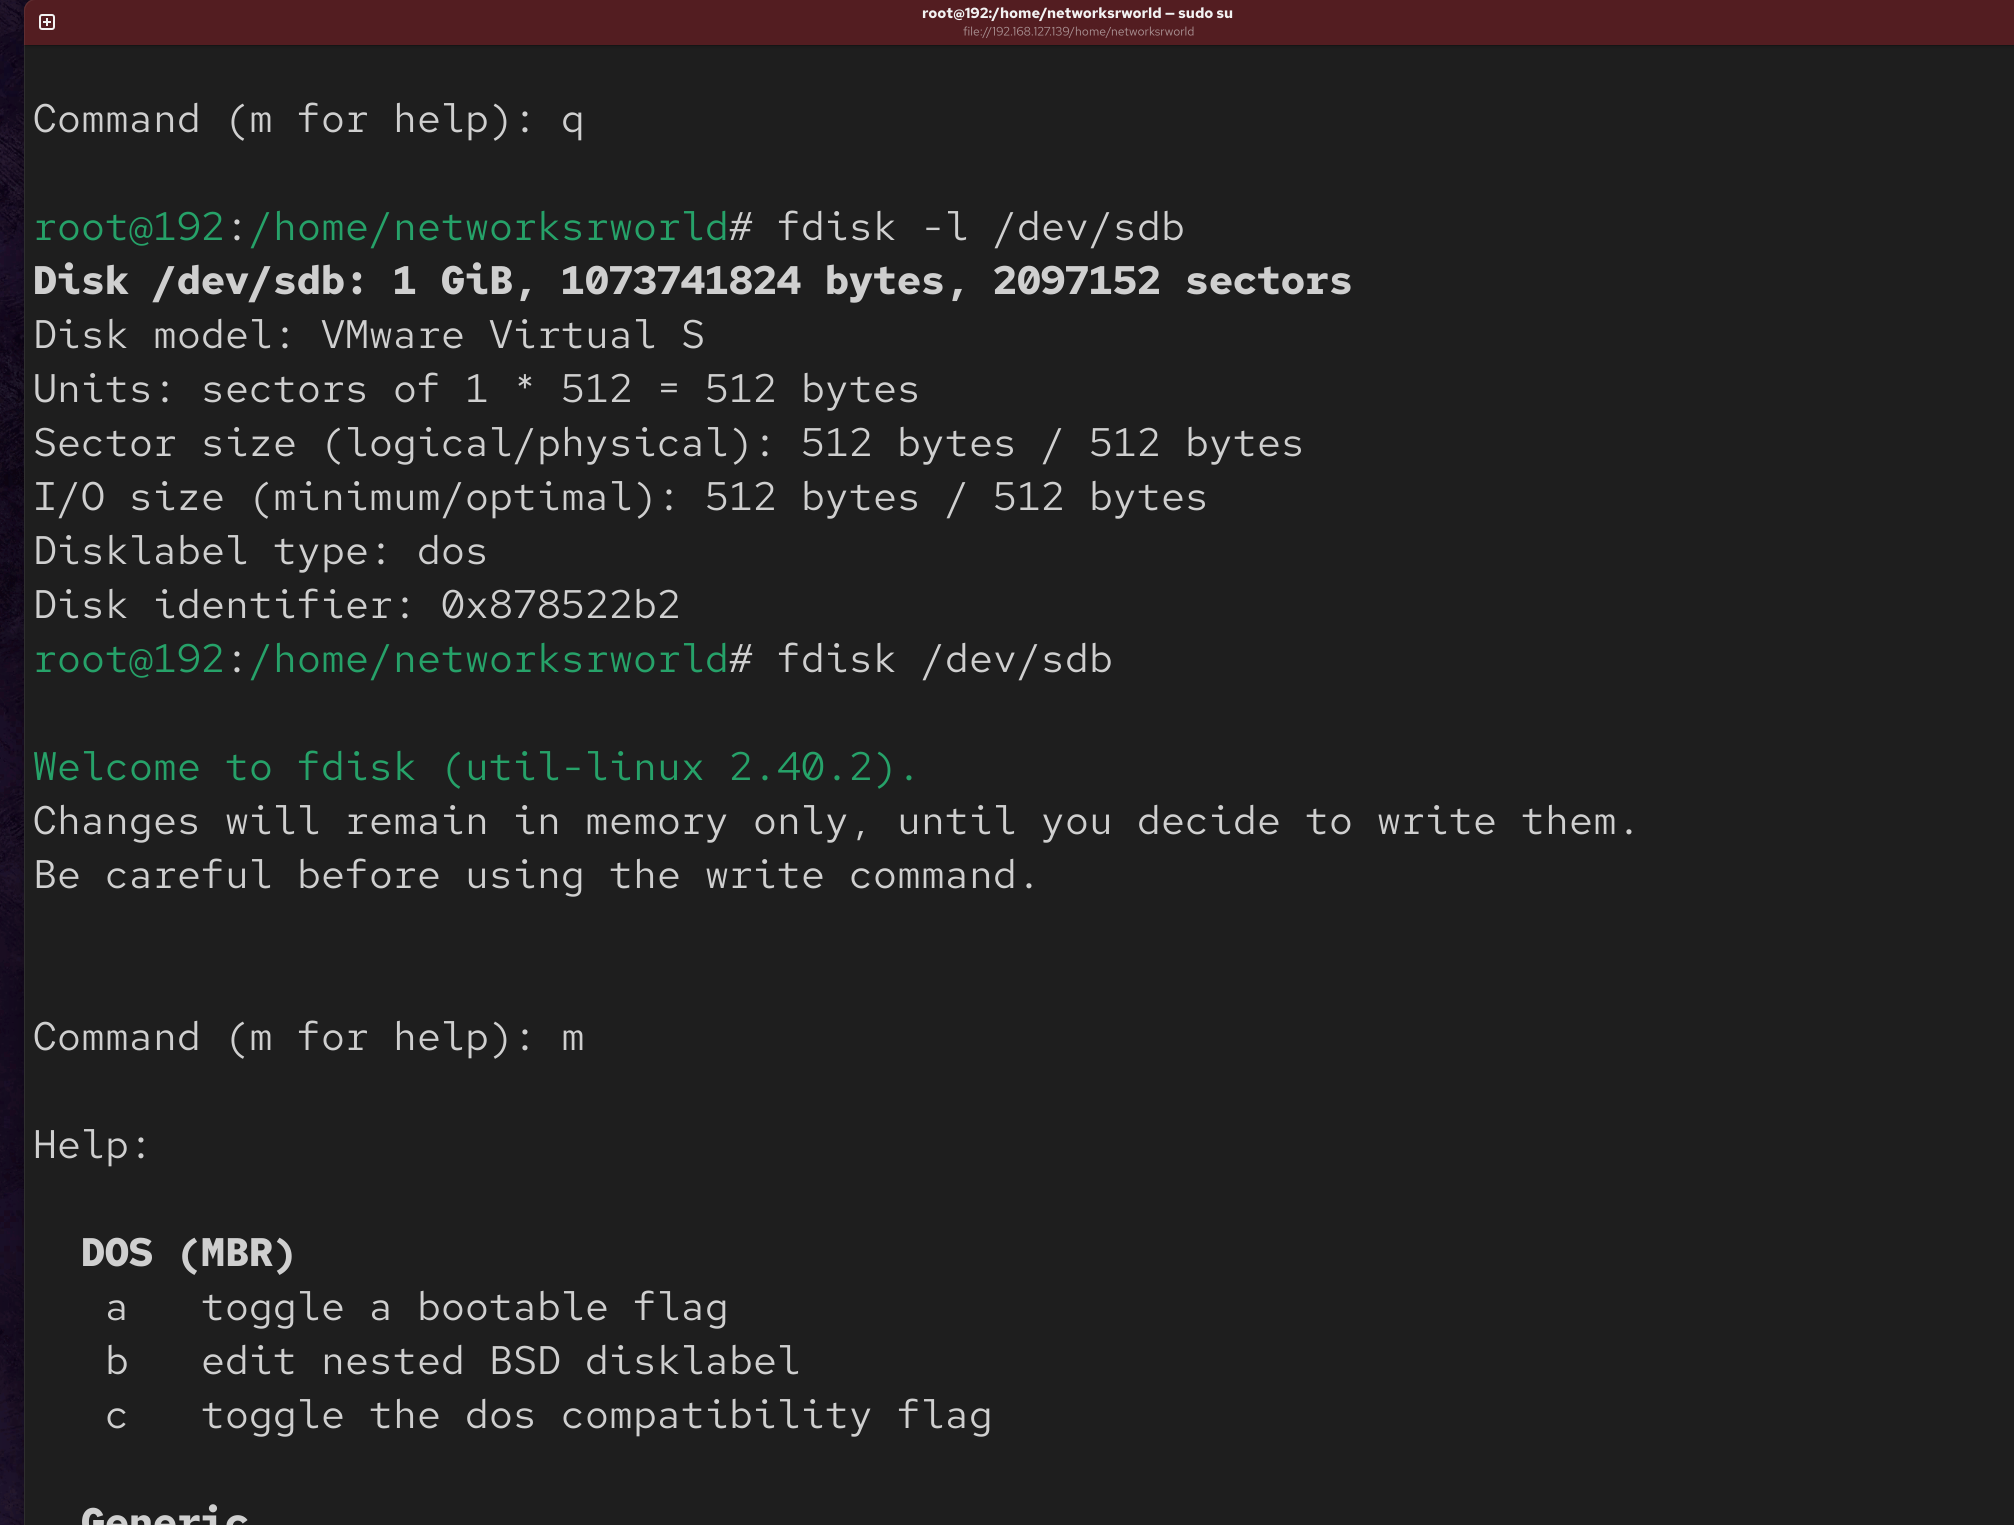 root@192:/home/networksrworld — sudo su
file://192.168.127.139/home/networksrworld
Command (m for help): q
root@192:/home/networksrworld# fdisk -l /dev/sdb
Disk /dev/sdb: 1 GiB, 1073741824 bytes, 2097152 sectors
Disk model: VMware Virtual S
Units: sectors of 1 * 512 = 512 bytes
Sector size (logical/physical): 512 bytes / 512 bytes
I/O size (minimum/optimal): 512 bytes / 512 bytes
Disklabel type: dos
Disk identifier: 0x878522b2
root@192:/home/networksrworld# fdisk /dev/sdb
Welcome to fdisk (util-linux 2.40.2).
Changes will remain in memory only, until you decide to write them.
Be careful before using the write command.
Command (m for help): m
Help:
DOS (MBR)
a   toggle a bootable flag
b   edit nested BSD disklabel
c   toggle the dos compatibility flag
Generic